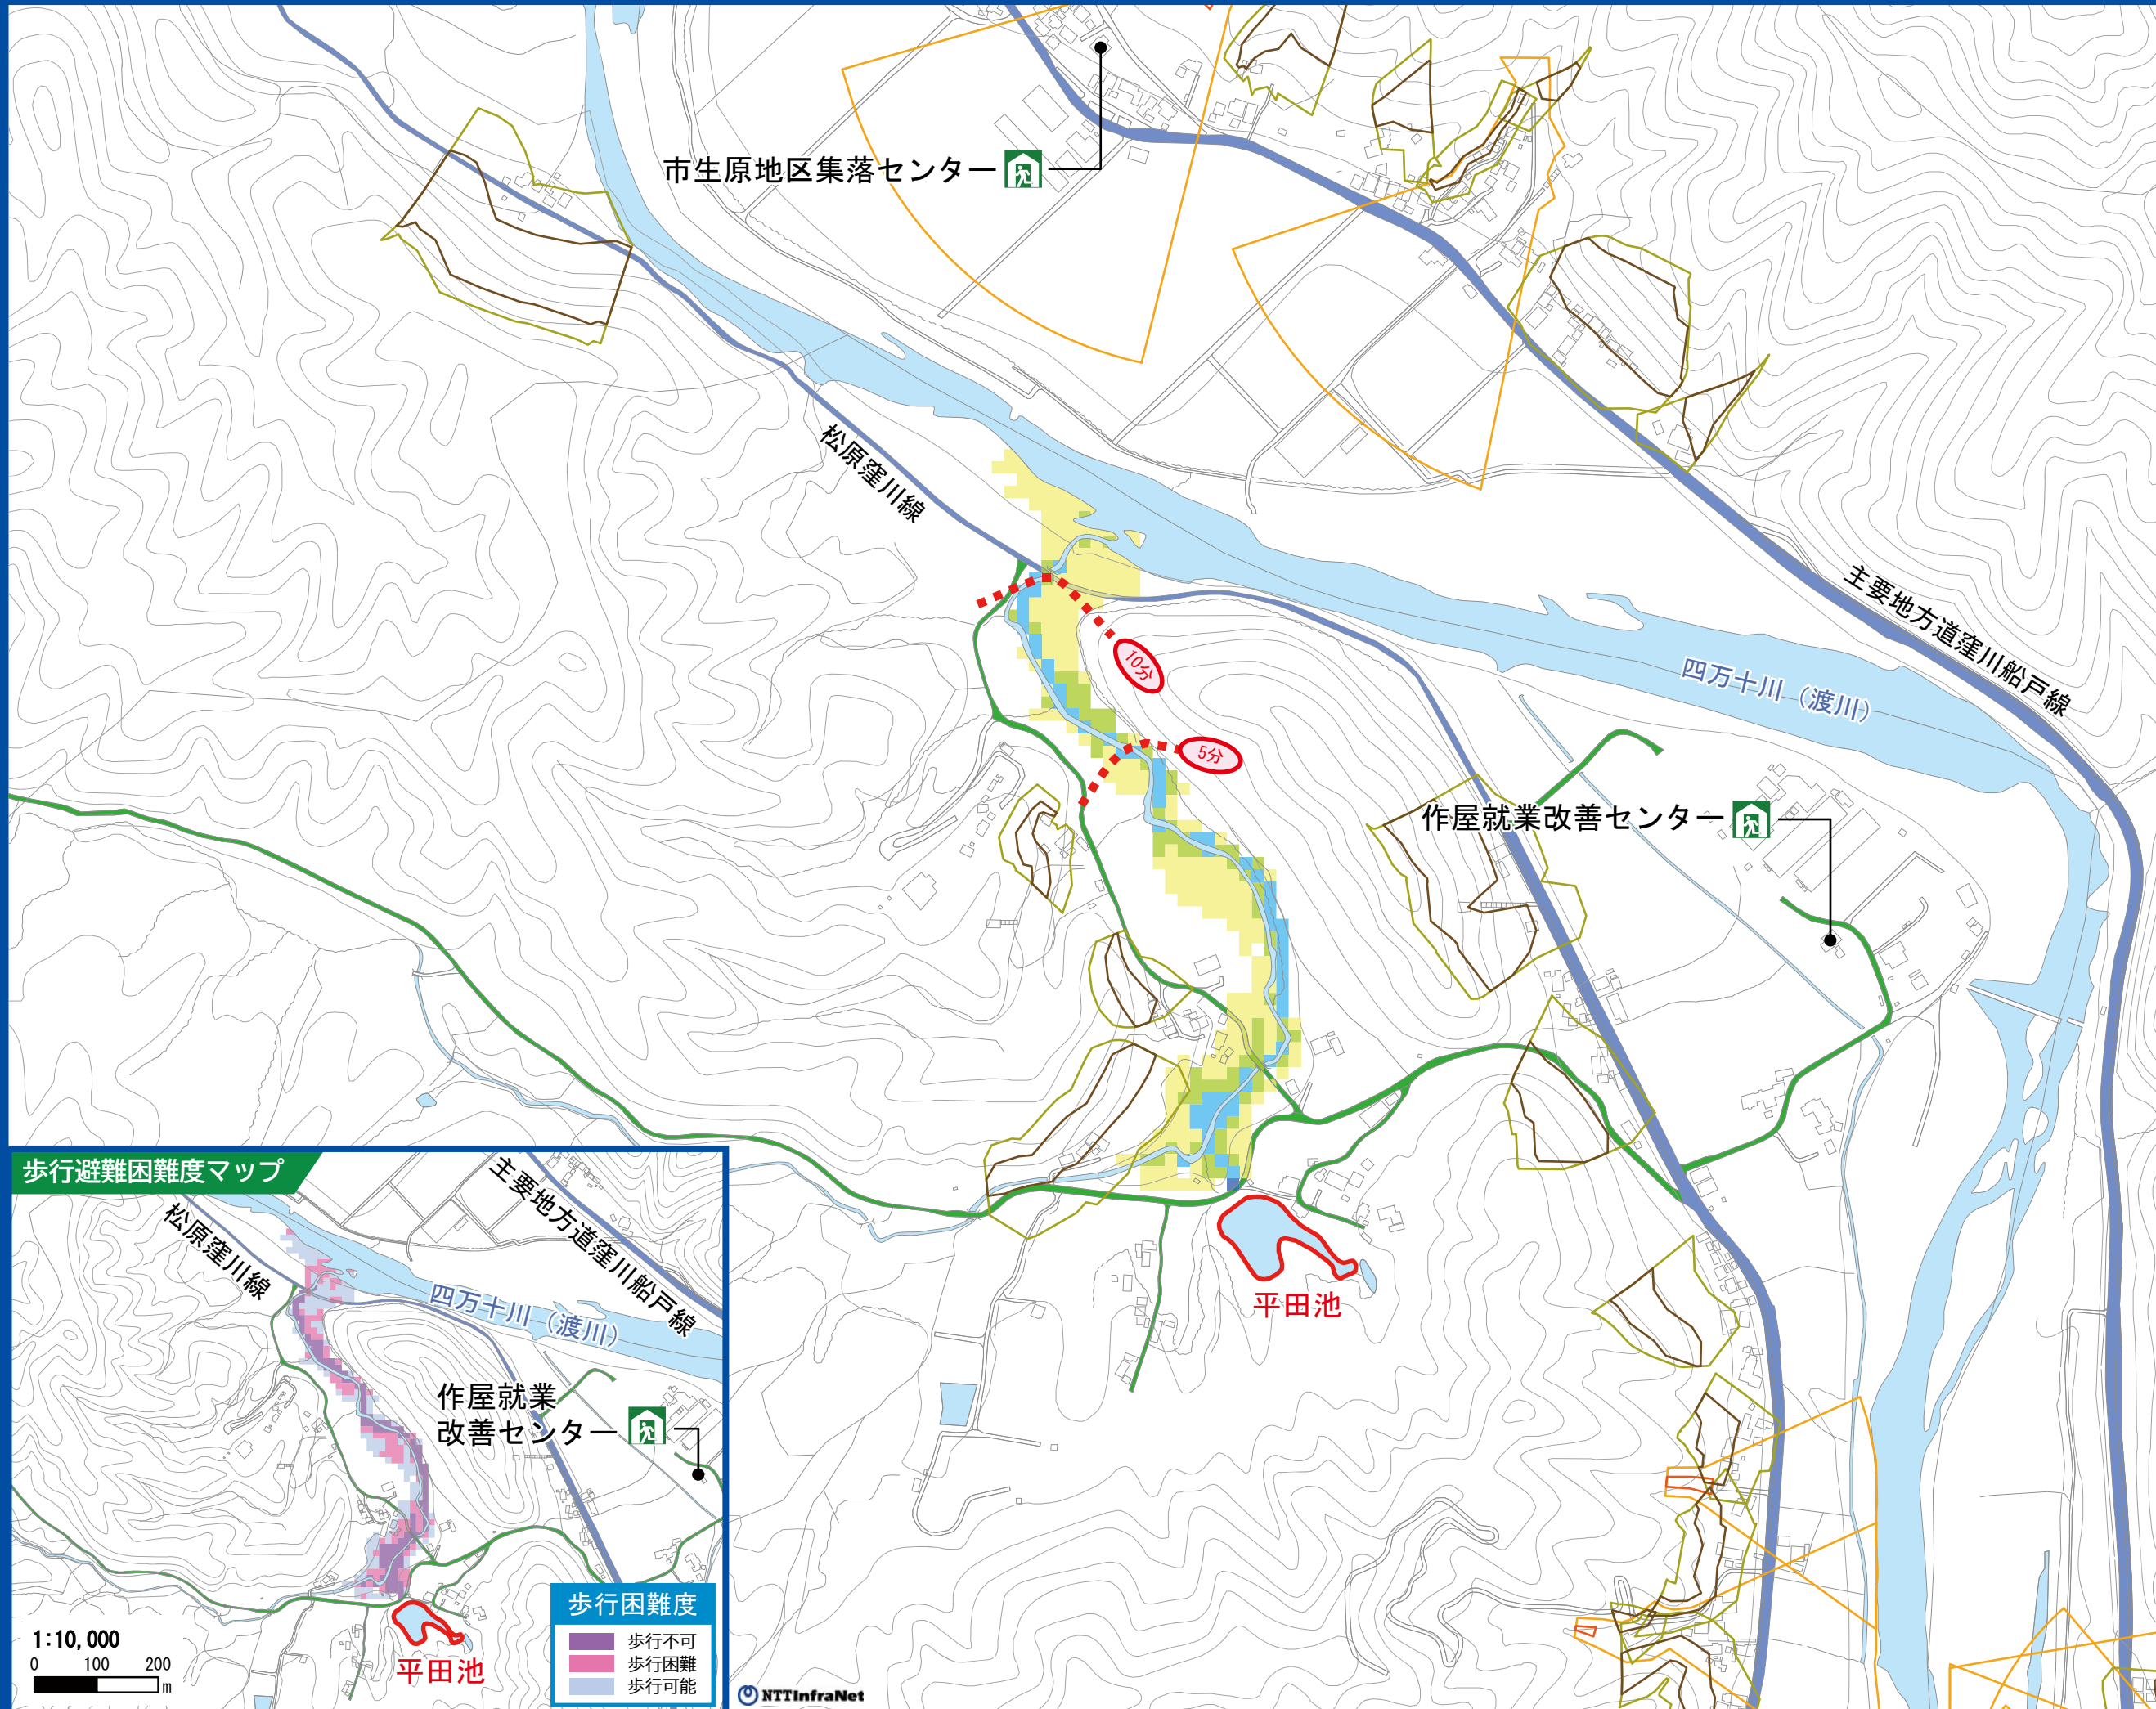 市生原地区集落センター
松原窪川線
主要地方道窪川船戸線
四万十川（渡川）
10分
5分
作屋就業改善センター
平田池
歩行避難困難度マップ
松原窪川線
主要地方道窪川船戸線
四万十川（渡川）
作屋就業
改善センター
平田池
1:10,000
0 100 200
m
歩行困難度
歩行不可
歩行困難
歩行可能
NTTInfraNet